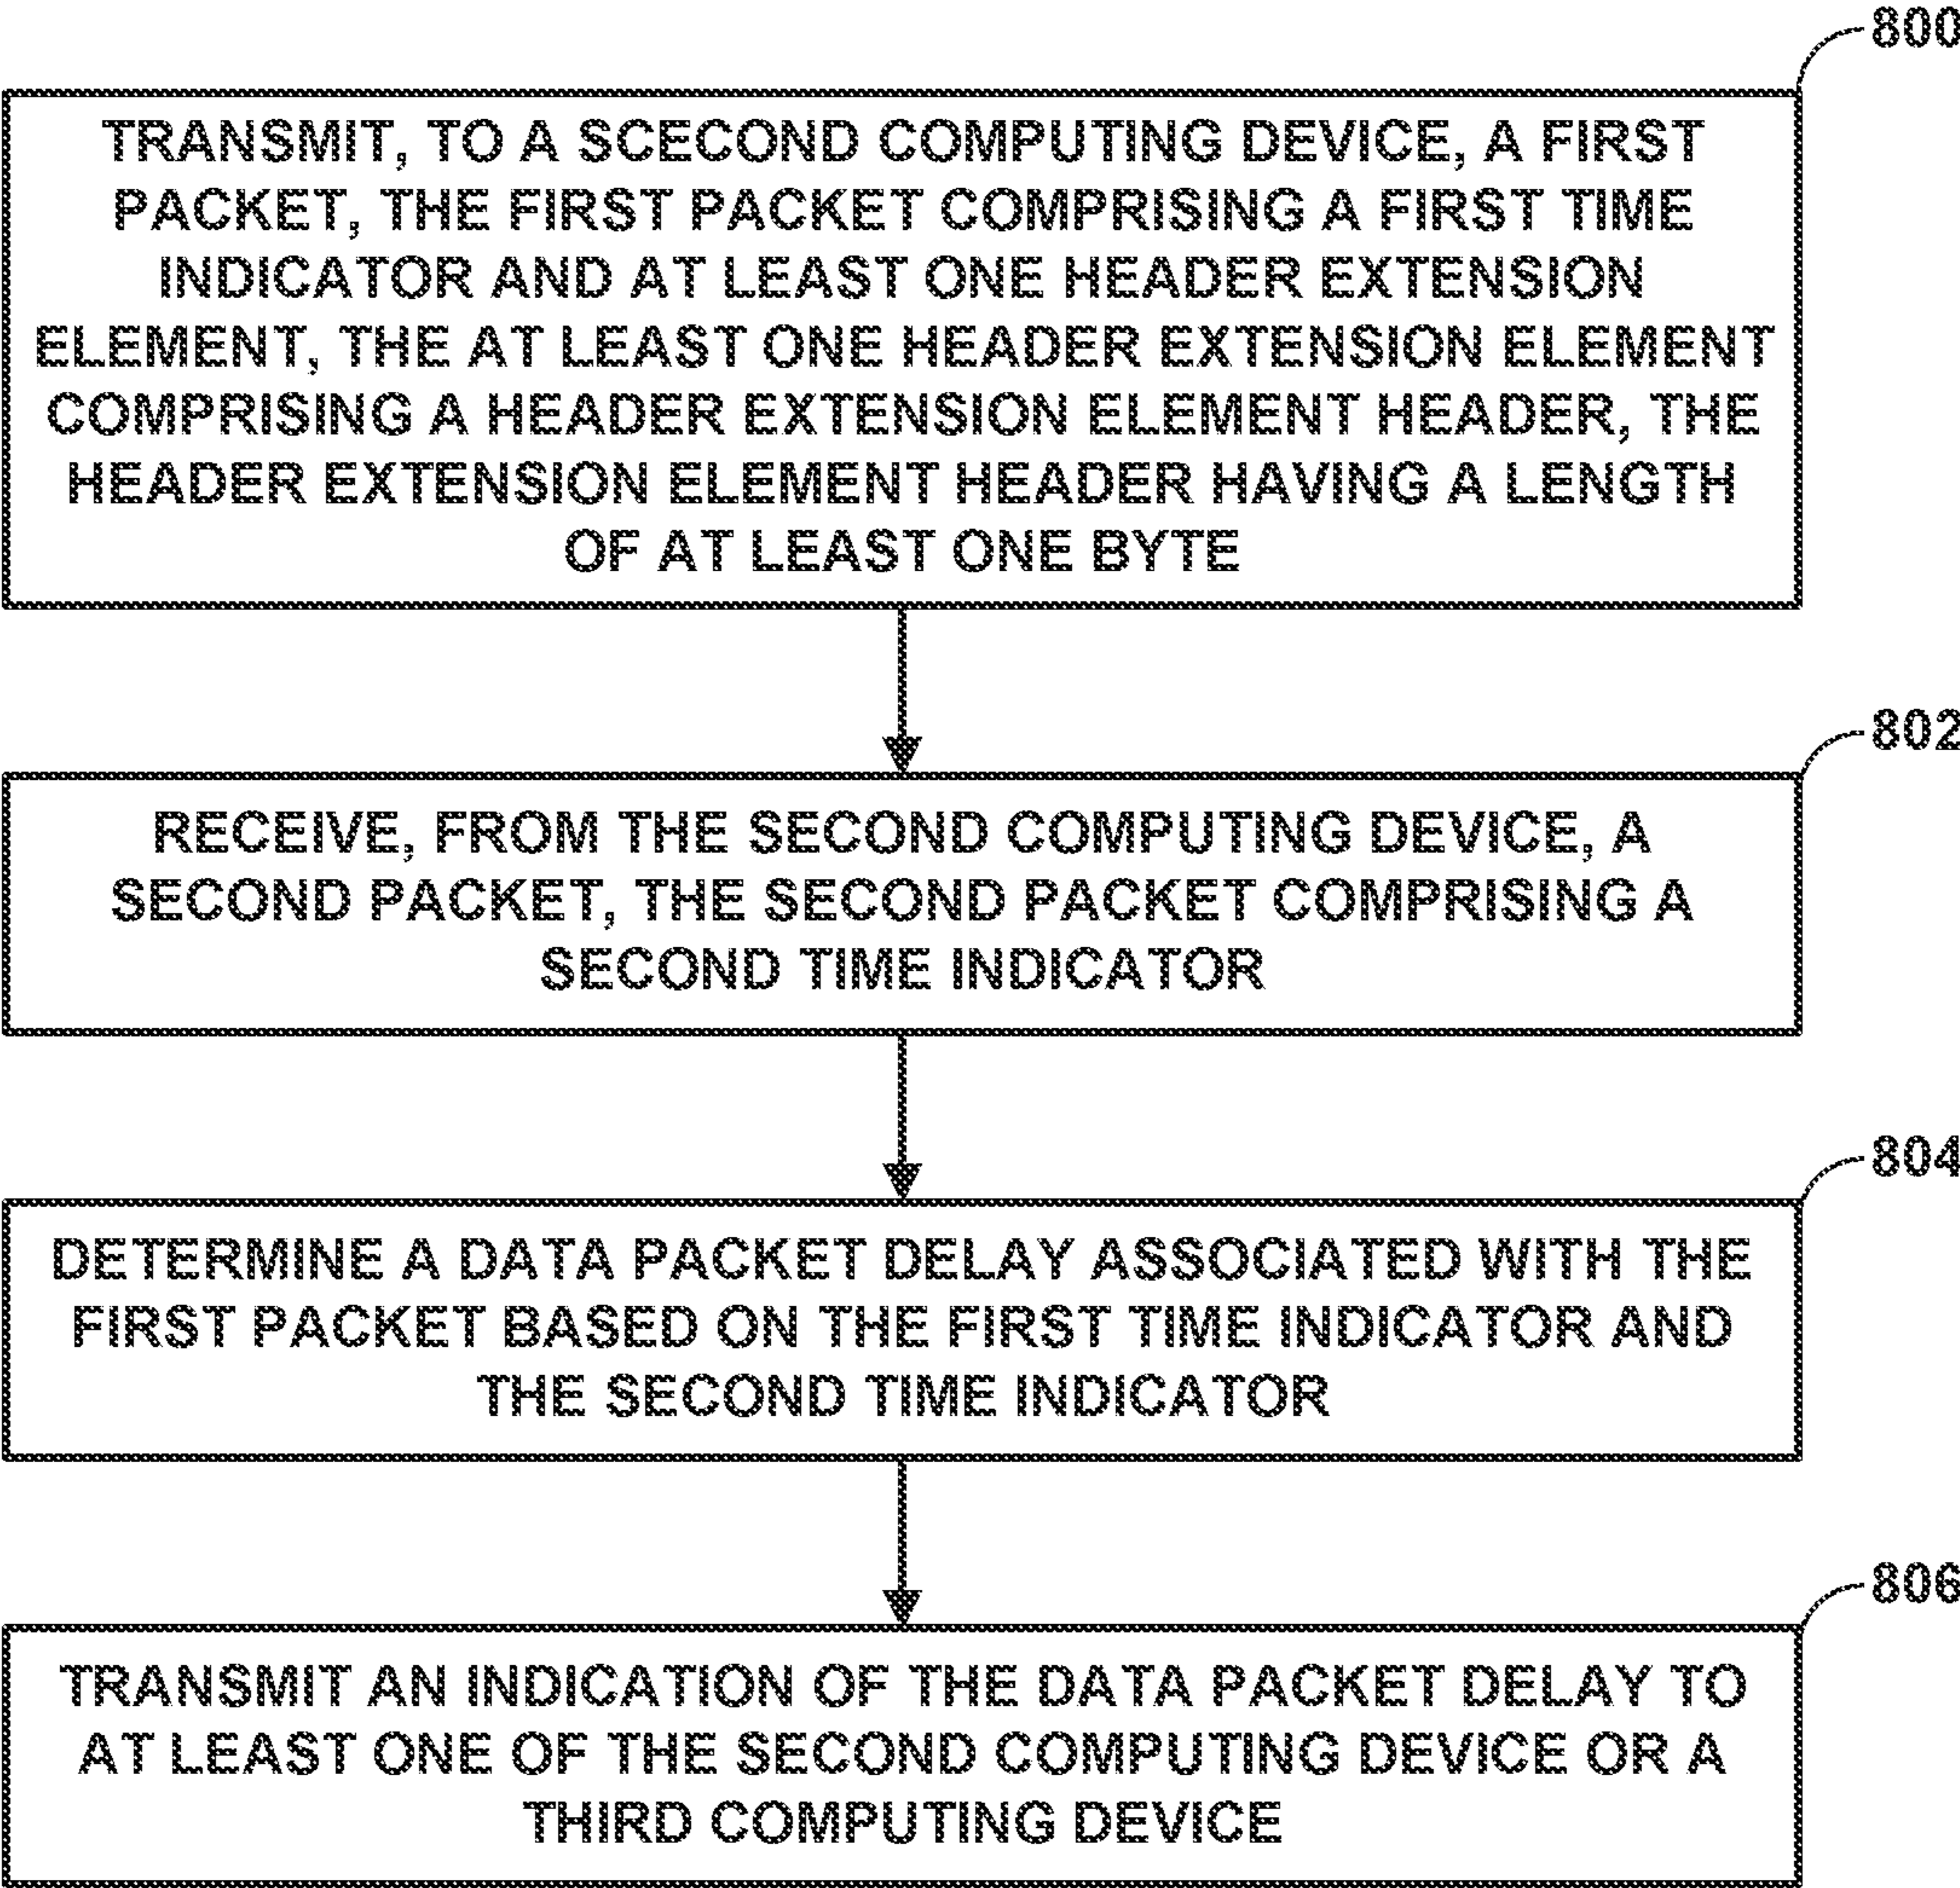 800
TRANSMIT, TO A SCECOND COMPUTING DEVICE, A FIRST
PACKET, THE FIRST PACKET COMPRISING A FIRST TIME
INDICATOR AND AT LEAST ONE HEADER EXTENSION
ELEMENT, THE AT LEAST ONE HEADER EXTENSION ELEMENT
COMPRISING A HEADER EXTENSION ELEMENT HEADER, THE
HEADER EXTENSION ELEMENT HEADER HAVING A LENGTH
OF AT LEAST ONE BYTE
802
RECEIVE, FROM THE SECOND COMPUTING DEVICE, A
SECOND PACKET, THE SECOND PACKET COMPRISING A
SECOND TIME INDICATOR
804
DETERMINE A DATA PACKET DELAY ASSOCIATED WITH THE
FIRST PACKET BASED ON THE FIRST TIME INDICATOR AND
THE SECOND TIME INDICATOR
806
TRANSMIT AN INDICATION OF THE DATA PACKET DELAY TO
AT LEAST ONE OF THE SECOND COMPUTING DEVICE OR A
THIRD COMPUTING DEVICE